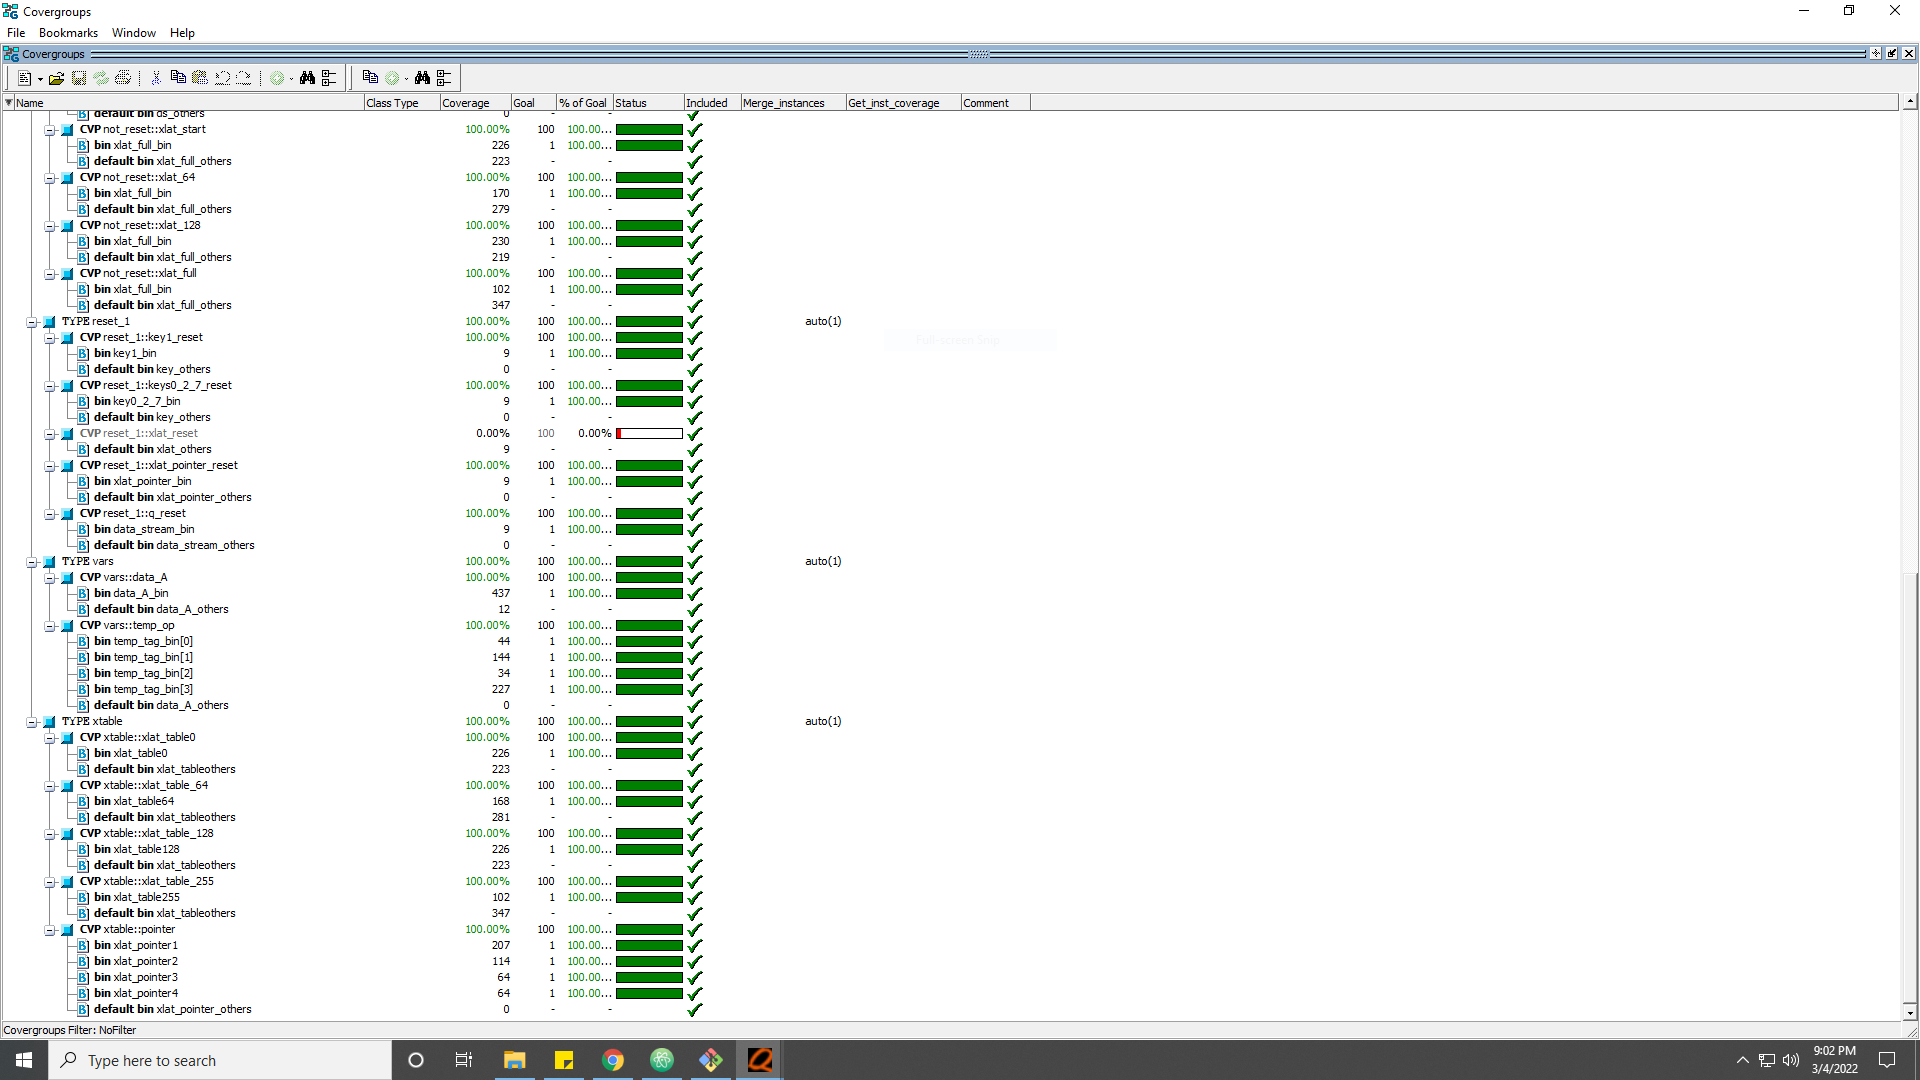 Covergroups
File Bookmarks Window Help
Covergroups
Name Class Type Coverage Goal % of Goal Status Included Merge_instances Get_inst_coverage Comment
default bin ds_others 0 - -
CVP not_reset::xlat_start 100.00% 100 100.00...
B bin xlat_full_bin 226 1 100.00...
B default bin xlat_full_others 223 - -
CVP not_reset::xlat_64 100.00% 100 100.00...
B bin xlat_full_bin 170 1 100.00...
B default bin xlat_full_others 279 - -
CVP not_reset::xlat_128 100.00% 100 100.00...
B bin xlat_full_bin 230 1 100.00...
B default bin xlat_full_others 219 - -
CVP not_reset::xlat_full 100.00% 100 100.00...
B bin xlat_full_bin 102 1 100.00...
B default bin xlat_full_others 347 - -
TYPE reset_1 100.00% 100 100.00... auto(1)
CVP reset_1::key1_reset 100.00% 100 100.00...
B bin key1_bin 9 1 100.00...
B default bin key_others 0 - -
CVP reset_1::keys0_2_7_reset 100.00% 100 100.00...
B bin key0_2_7_bin 9 1 100.00...
B default bin key_others 0 - -
CVP reset_1::xlat_reset 0.00% 100 0.00%
B default bin xlat_others 9 - -
CVP reset_1::xlat_pointer_reset 100.00% 100 100.00...
B bin xlat_pointer_bin 9 1 100.00...
B default bin xlat_pointer_others 0 - -
CVP reset_1::q_reset 100.00% 100 100.00...
B bin data_stream_bin 9 1 100.00...
B default bin data_stream_others 0 - -
TYPE vars 100.00% 100 100.00... auto(1)
CVP vars::data_A 100.00% 100 100.00...
B bin data_A_bin 437 1 100.00...
B default bin data_A_others 12 - -
CVP vars::temp_op 100.00% 100 100.00...
B bin temp_tag_bin[0] 44 1 100.00...
B bin temp_tag_bin[1] 144 1 100.00...
B bin temp_tag_bin[2] 34 1 100.00...
B bin temp_tag_bin[3] 227 1 100.00...
B default bin data_A_others 0 - -
TYPE xtable 100.00% 100 100.00... auto(1)
CVP xtable::xlat_table0 100.00% 100 100.00...
B bin xlat_table0 226 1 100.00...
B default bin xlat_tableothers 223 - -
CVP xtable::xlat_table_64 100.00% 100 100.00...
B bin xlat_table64 168 1 100.00...
B default bin xlat_tableothers 281 - -
CVP xtable::xlat_table_128 100.00% 100 100.00...
B bin xlat_table128 226 1 100.00...
B default bin xlat_tableothers 223 - -
CVP xtable::xlat_table_255 100.00% 100 100.00...
B bin xlat_table255 102 1 100.00...
B default bin xlat_tableothers 347 - -
CVP xtable::pointer 100.00% 100 100.00...
B bin xlat_pointer1 207 1 100.00...
B bin xlat_pointer2 114 1 100.00...
B bin xlat_pointer3 64 1 100.00...
B bin xlat_pointer4 64 1 100.00...
B default bin xlat_pointer_others 0 - -
Covergroups Filter: NoFilter
Type here to search
9:02 PM
3/4/2022